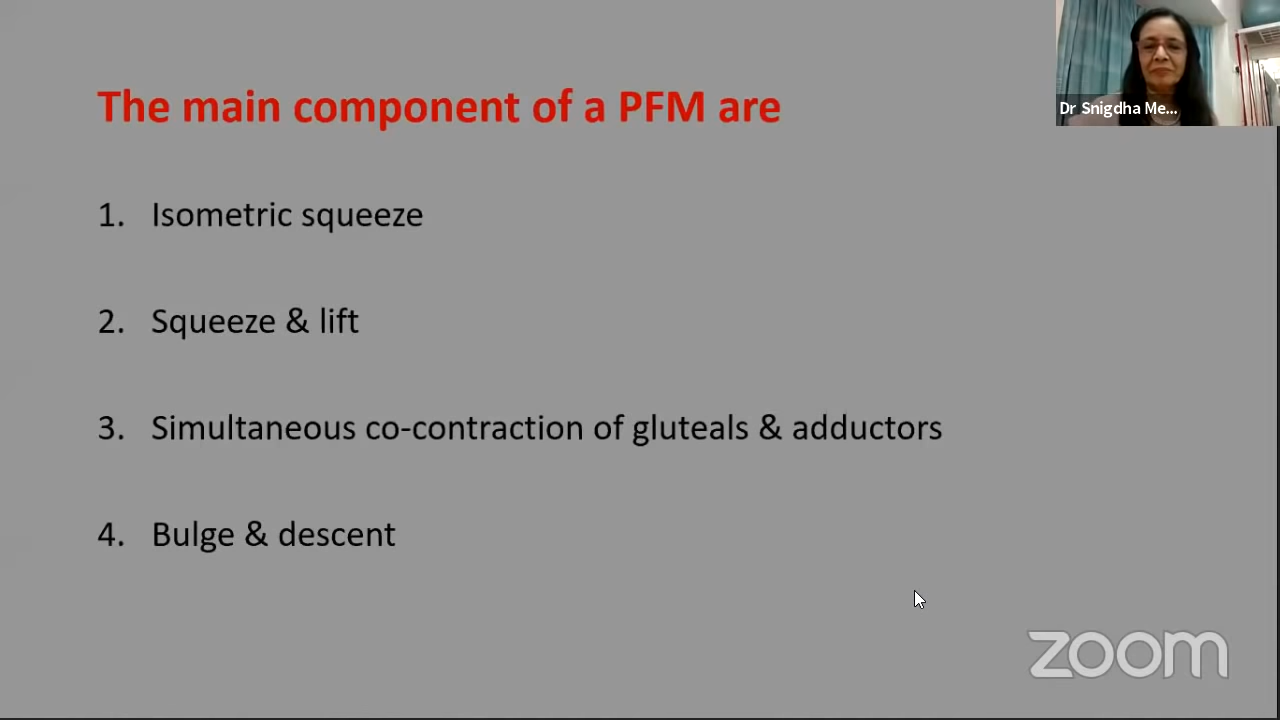 The main component of a PFM are
Dr Snigdha Me...
1. Isometric squeeze
2. Squeeze & lift
3. Simultaneous co-contraction of gluteals & adductors
4. Bulge & descent
zoom